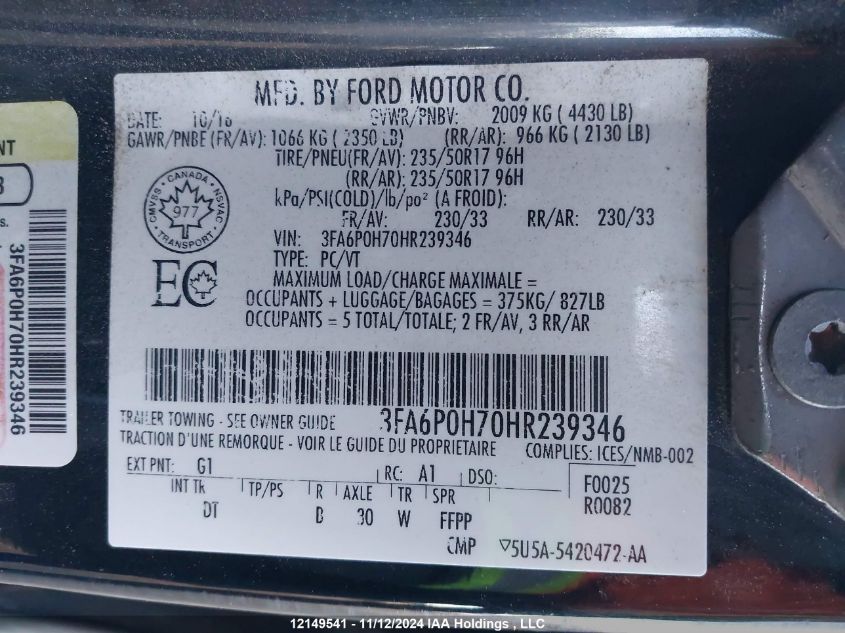 MFD. BY FORD MOTOR CO.
DATE: 10/16 GVWR/PNBV: 2009 KG ( 4430 LB)
GAWR/PNBE (FR/AV): 1066 KG ( 2350 LB) (RR/AR): 966 KG ( 2130 LB)
TIRE/PNEU(FR/AV): 235/50R17 96H
(RR/AR): 235/50R17 96H
kPa/PSI(COLD)/lb/po² (A FROID):
FR/AV: 230/33 RR/AR: 230/33
VIN: 3FA6P0H70HR239346
TYPE: PC/VT
MAXIMUM LOAD/CHARGE MAXIMALE =
OCCUPANTS + LUGGAGE/BAGAGES = 375KG/ 827LB
OCCUPANTS = 5 TOTAL/TOTALE; 2 FR/AV, 3 RR/AR
CANADA
CMVSS NSVAC
977
TRANSPORT
EC
TRAILER TOWING - SEE OWNER GUIDE 3FA6P0H70HR239346
TRACTION D'UNE REMORQUE - VOIR LE GUIDE DU PROPRIETAIRE COMPLIES: ICES/NMB-002
EXT PNT: G1 RC: A1 DSO: F0025
INT TR TP/PS R AXLE TR SPR R0082
DT B 30 W FFPP
CMP ▽5U5A-5420472-AA
NT
3
s.
3FA6P0H70HR239346
12149541 - 11/12/2024 IAA Holdings , LLC